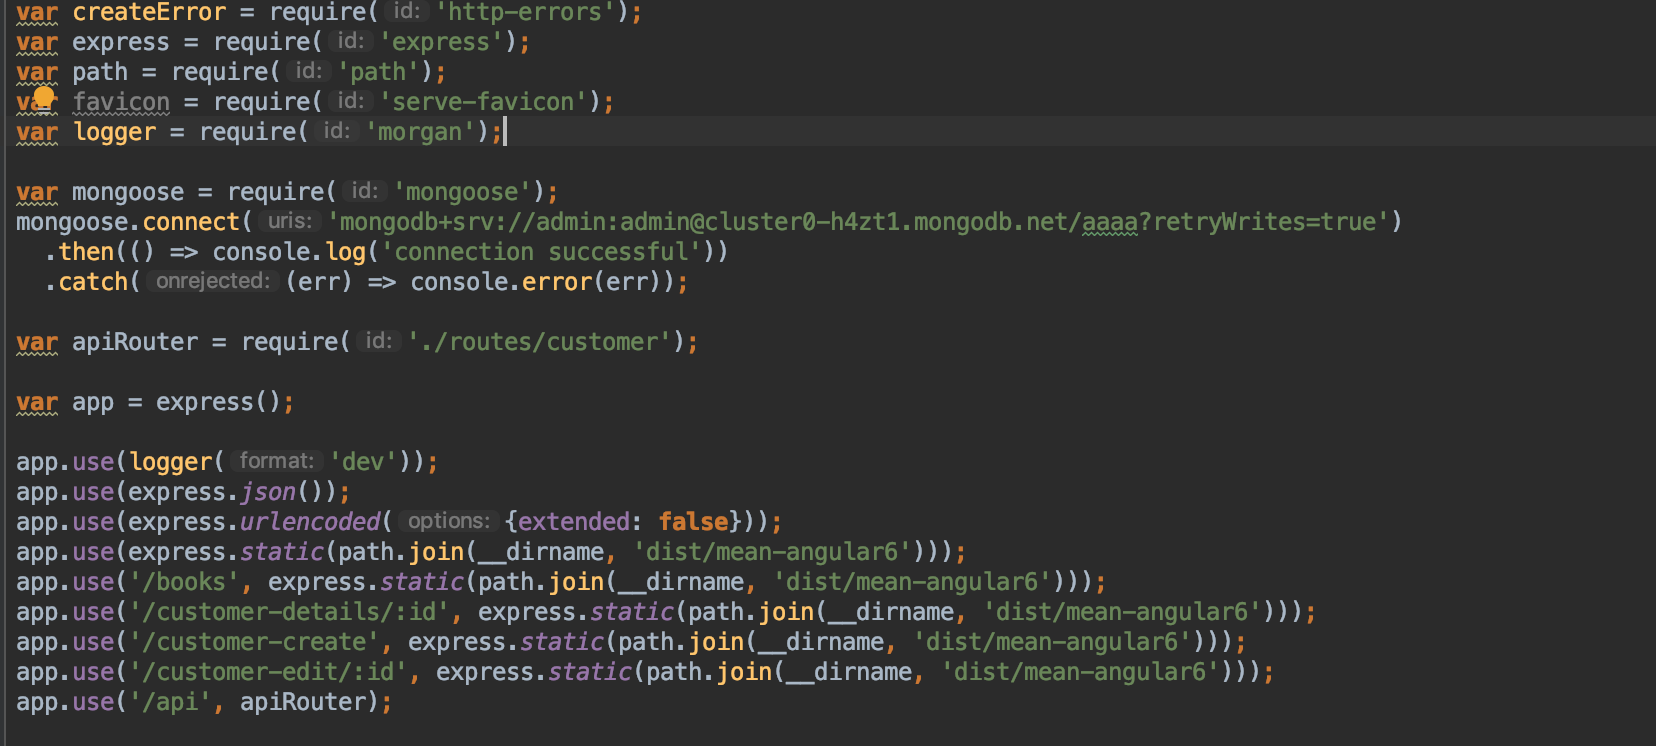 var createError = require( id: 'http-errors');
var express = require( id: 'express');
var path = require( id: 'path');
var favicon = require( id: 'serve-favicon');
var logger = require( id: 'morgan');
var mongoose = require( id: 'mongoose');
mongoose.connect( uris: 'mongodb+srv://admin:admin@cluster0-h4zt1.mongodb.net/aaaa?retryWrites=true')
.then(() => console.log('connection successful'))
.catch( onrejected: (err) => console.error(err));
var apiRouter = require( id: './routes/customer');
var app = express();
app.use(logger( format: 'dev'));
app.use(express.json());
app.use(express.urlencoded( options: {extended: false}));
app.use(express.static(path.join(__dirname, 'dist/mean-angular6')));
app.use('/books', express.static(path.join(__dirname, 'dist/mean-angular6')));
app.use('/customer-details/:id', express.static(path.join(__dirname, 'dist/mean-angular6')));
app.use('/customer-create', express.static(path.join(__dirname, 'dist/mean-angular6')));
app.use('/customer-edit/:id', express.static(path.join(__dirname, 'dist/mean-angular6')));
app.use('/api', apiRouter);